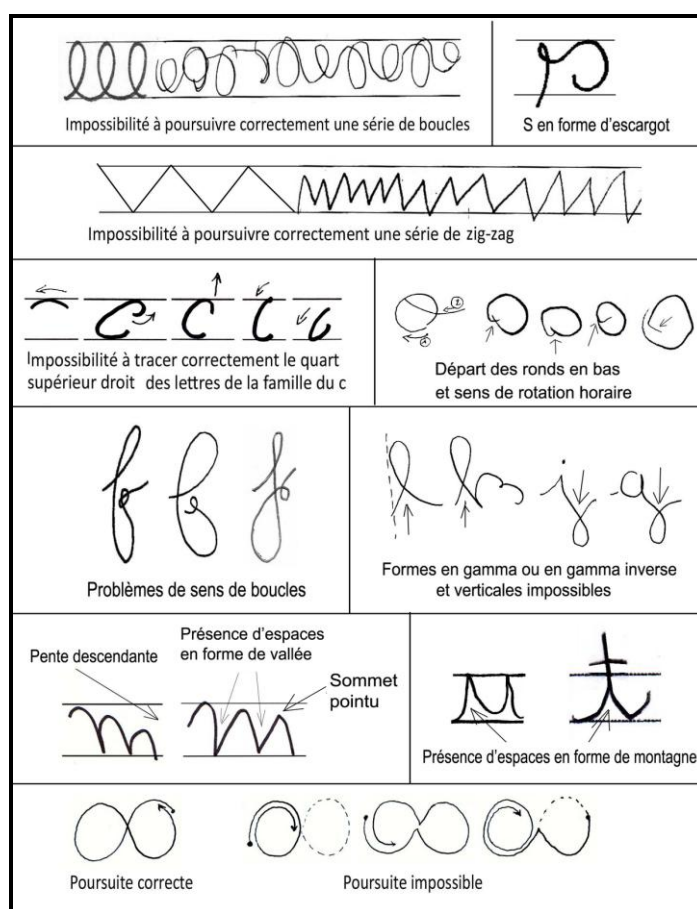 Impossibilité à poursuivre correctement une série de boucles
S en forme d'escargot
Impossibilité à poursuivre correctement une série de zig-zag
Impossibilité à tracer correctement le quart
supérieur droit des lettres de la famille du c
Départ des ronds en bas
et sens de rotation horaire
Problèmes de sens de boucles
Formes en gamma ou en gamma inverse
et verticales impossibles
Pente descendante
Présence d'espaces
en forme de vallée
Sommet
pointu
Présence d'espaces en forme de montagne
Poursuite correcte
Poursuite impossible